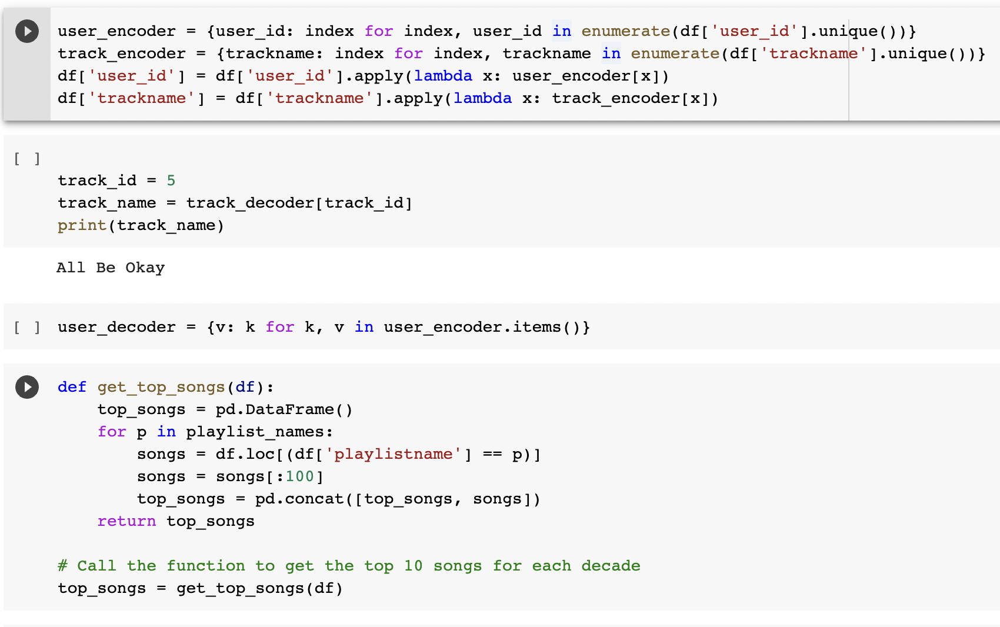 user_encoder = {user_id: index for index, user_id in enumerate(df['user_id'].unique())}
track_encoder = {trackname: index for index, trackname in enumerate(df['trackname'].unique())}
df['user_id'] = df['user_id'].apply(lambda x: user_encoder[x])
df['trackname'] = df['trackname'].apply(lambda x: track_encoder[x])
[ ]
track_id = 5
track_name = track_decoder[track_id]
print(track_name)
All Be Okay
[ ] user_decoder = {v: k for k, v in user_encoder.items()}
def get_top_songs(df):
    top_songs = pd.DataFrame()
    for p in playlist_names:
        songs = df.loc[(df['playlistname'] == p)]
        songs = songs[:100]
        top_songs = pd.concat([top_songs, songs])
    return top_songs
# Call the function to get the top 10 songs for each decade
top_songs = get_top_songs(df)